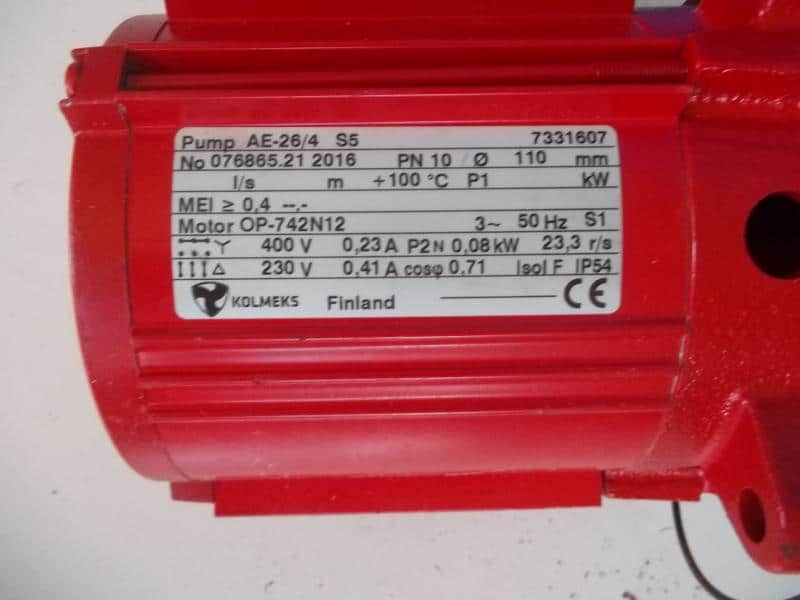 Pump AE-26/4 S5 7331607
No 076865.21 2016 PN 10 Ø 110 mm
l/s m +100 °C P1 kW
MEI ≥ 0,4 --,-
Motor OP-742N12 3~ 50 Hz S1
Y 400 V 0,23 A P2N 0,08 kW 23,3 r/s
Δ 230 V 0,41 A cosφ 0.71 Isol F IP54
KOLMEKS Finland CE